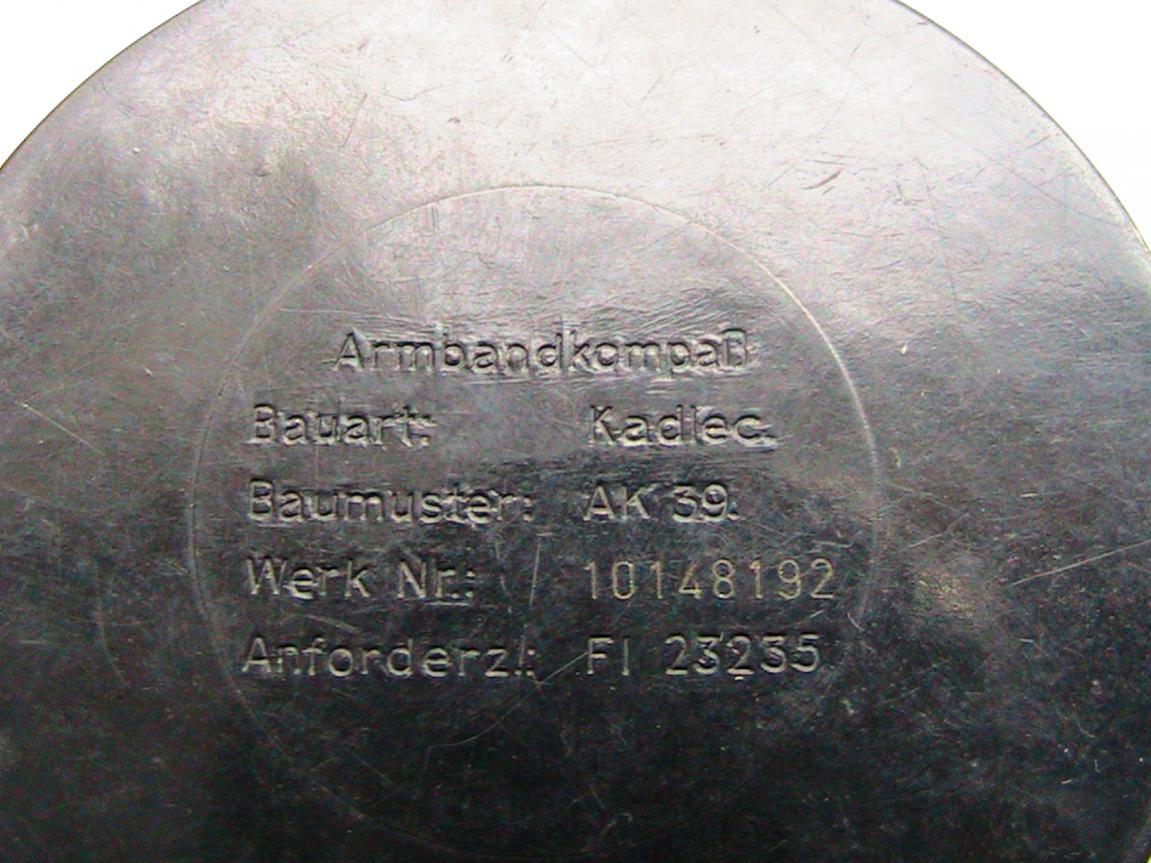 Armbandkompaß
Bauart: Kadlec.
Baumuster: AK 39.
Werk Nr.: 10148192
Anforderz.: Fl 23235